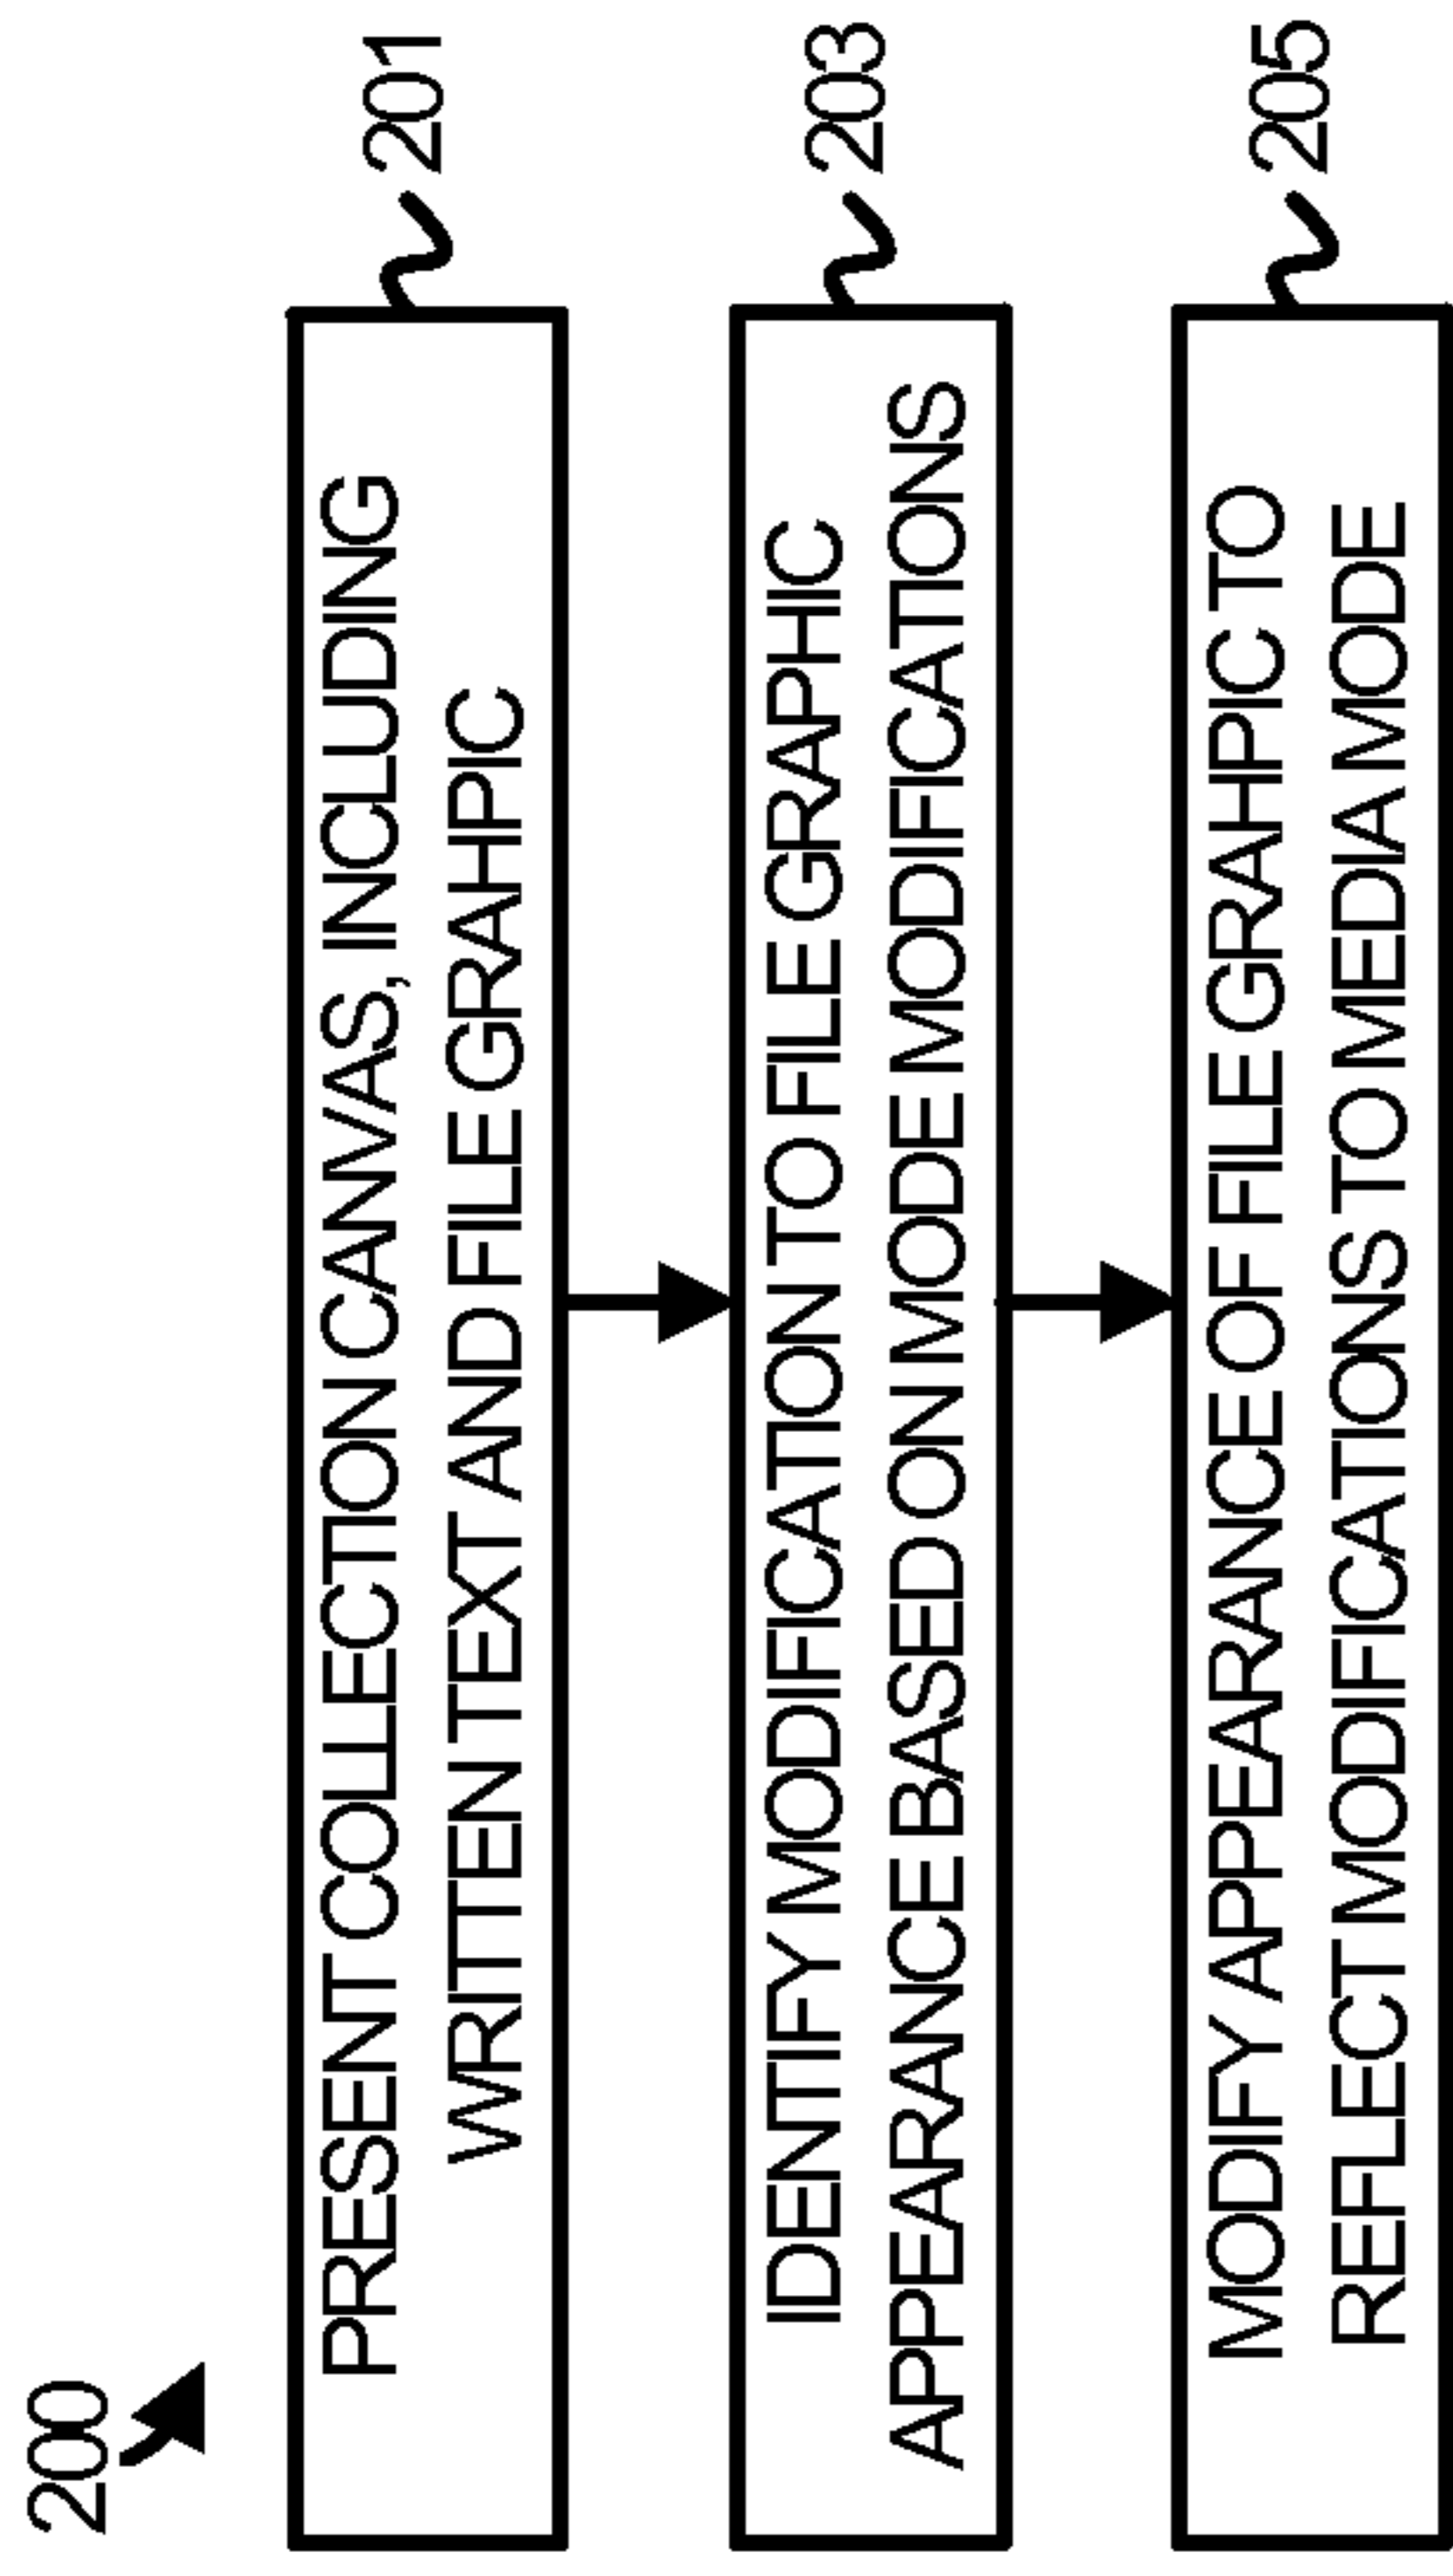 200
PRESENT COLLECTION CANVAS, INCLUDING
WRITTEN TEXT AND FILE GRAHPIC
201
IDENTIFY MODIFICATION TO FILE GRAPHIC
APPEARANCE BASED ON MODE MODIFICATIONS
203
MODIFY APPEARANCE OF FILE GRAHPIC TO
REFLECT MODIFICATIONS TO MEDIA MODE
205